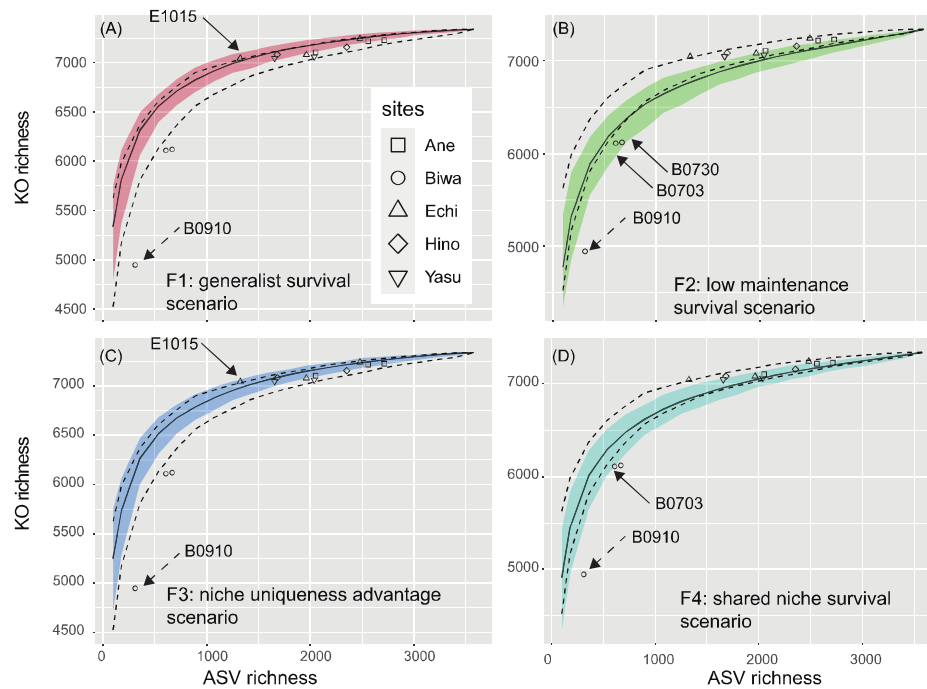 (A)
E1015
KO richness
7000
6500
6000
5500
5000
4500
B0910
F1: generalist survival
scenario
sites
Ane
Biwa
Echi
Hino
Yasu
(B)
7000
6000
5000
B0730
B0703
B0910
F2: low maintenance
survival scenario
(C)
E1015
KO richness
7000
6500
6000
5500
5000
4500
B0910
F3: niche uniqueness advantage
scenario
0
1000
2000
3000
ASV richness
(D)
7000
6000
5000
B0703
B0910
F4: shared niche survival
scenario
0
1000
2000
3000
ASV richness